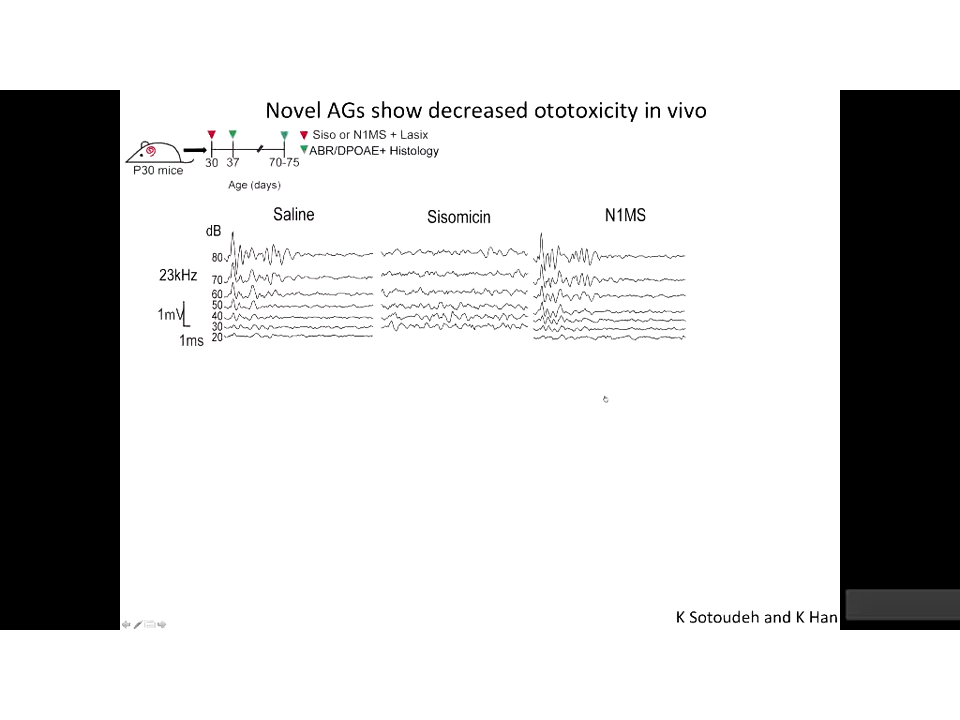 Novel AGs show decreased ototoxicity in vivo
Siso or N1MS + Lasix
ABR/DPOAE+ Histology
30 37 70-75
P30 mice
Age (days)
Saline Sisomicin N1MS
dB
80
23kHz
70
60
50
1mV
40
30
20
1ms
K Sotoudeh and K Han